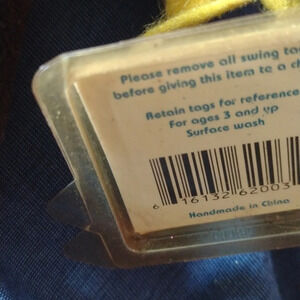 Please remove all swing
before giving this item to a
Retain tags for reference
For ages 3 and up
Surface wash
6 16132 62003
Handmade in China